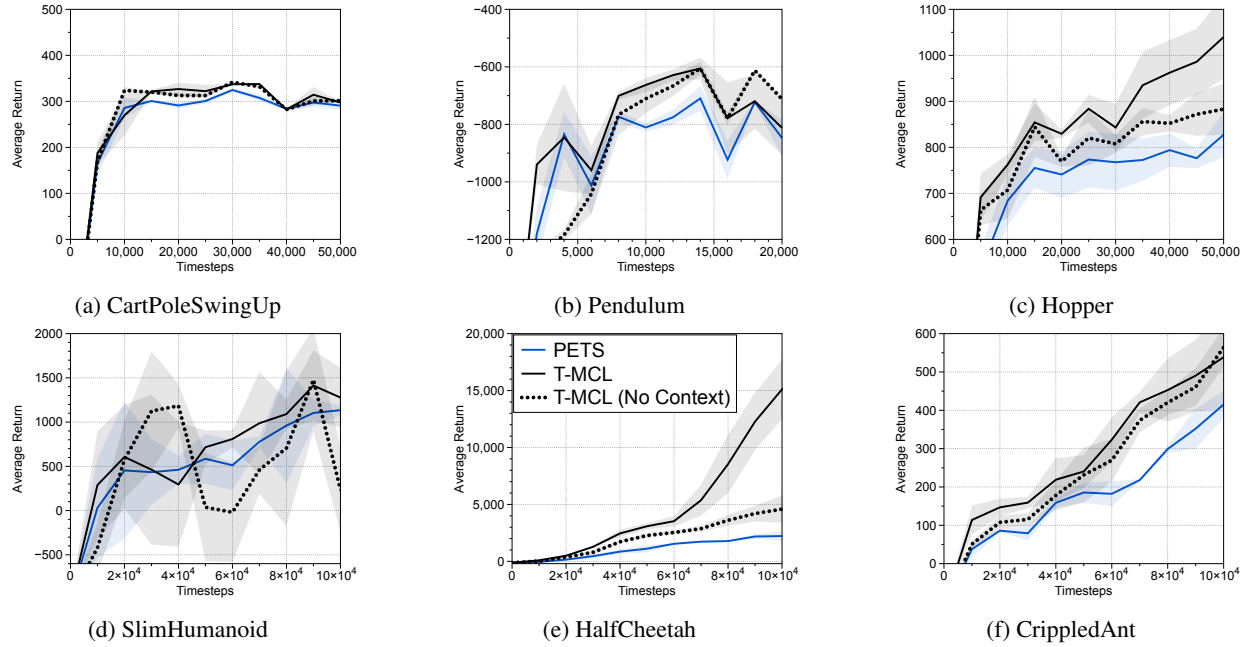 500
400
300
200
100
0
Average Return
0 10,000 20,000 30,000 40,000 50,000
Timesteps
(a) CartPoleSwingUp
−400
−600
−800
−1000
−1200
Average Return
0 5,000 10,000 15,000 20,000
Timesteps
(b) Pendulum
1100
1000
900
800
700
600
Average Return
0 10,000 20,000 30,000 40,000 50,000
Timesteps
(c) Hopper
2000
1500
1000
500
0
−500
Average Return
0 2×10⁴ 4×10⁴ 6×10⁴ 8×10⁴ 10×10⁴
Timesteps
(d) SlimHumanoid
20,000
15,000
10,000
5,000
0
Average Return
PETS
T-MCL
T-MCL (No Context)
0 2×10⁴ 4×10⁴ 6×10⁴ 8×10⁴ 10×10⁴
Timesteps
(e) HalfCheetah
600
500
400
300
200
100
0
Average Return
0 2×10⁴ 4×10⁴ 6×10⁴ 8×10⁴ 10×10⁴
Timesteps
(f) CrippledAnt